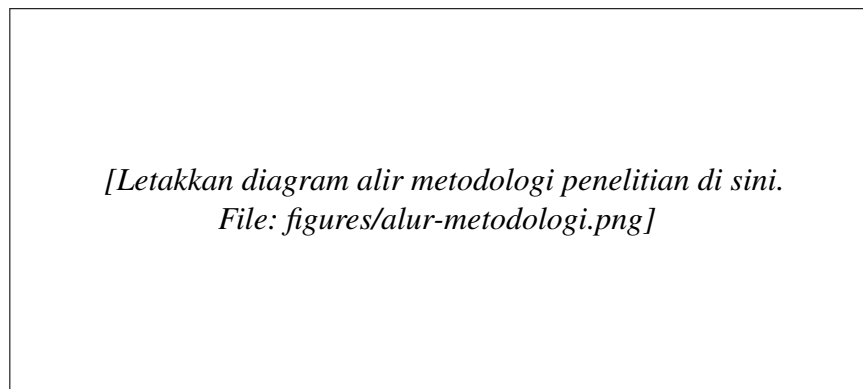 [Letakkan diagram alir metodologi penelitian di sini.
File: figures/alur-metodologi.png]